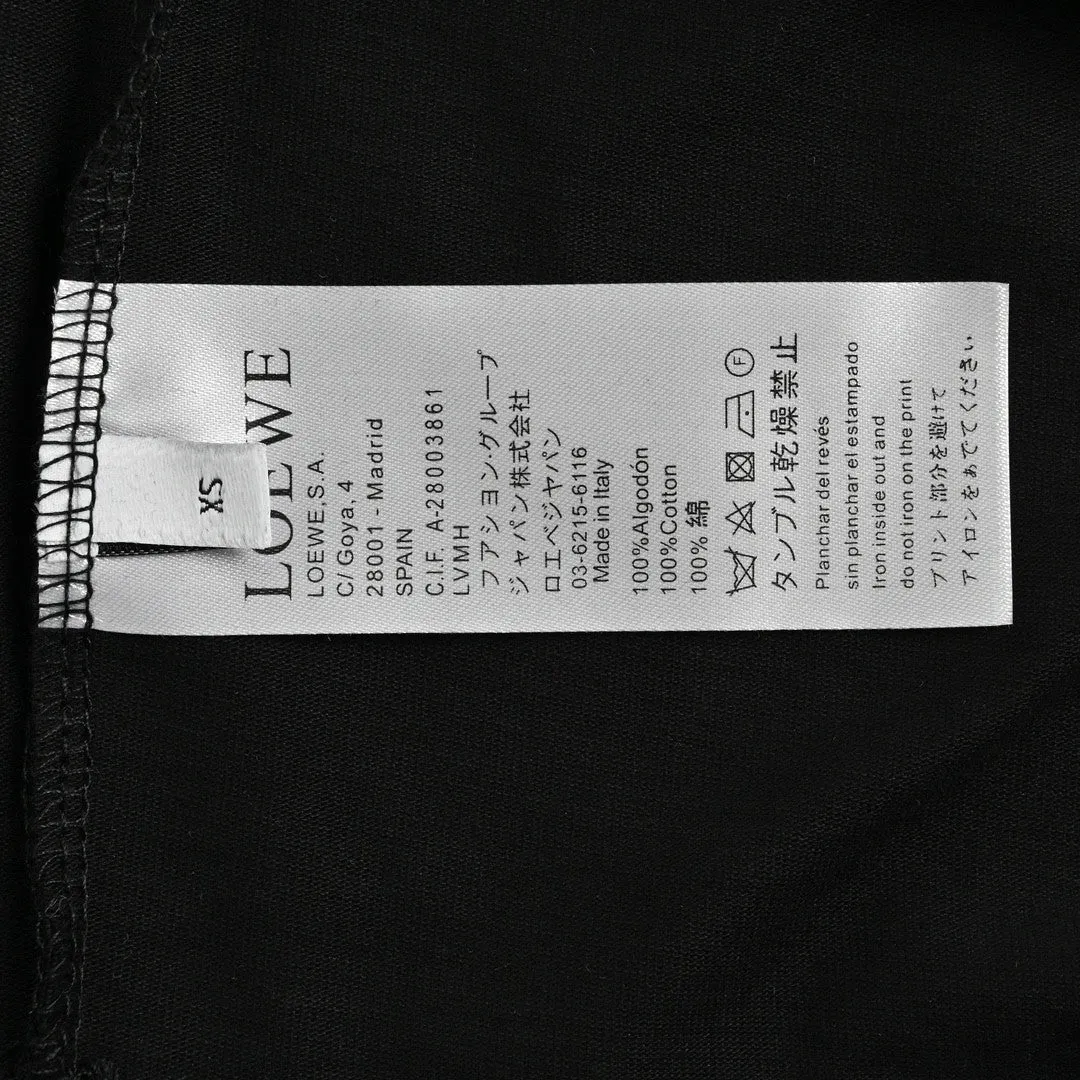 XS
LOEWE
LOEWE,S.A.
C/Goya,4
28001-Madrid
SPAIN
C.I.F. A-28003861
LVMH
フアション·グループ
ジャパン株式会社
ロエベジヤパン
03-6215-6116
Made in Italy
100%Algodón
100%Cotton
100%綿
F
タンブル乾燥禁止
Planchar del revés
sin planchar el estampado
Iron inside out and
do not iron on the print
プリント部分を避けて
アイロンをあててください